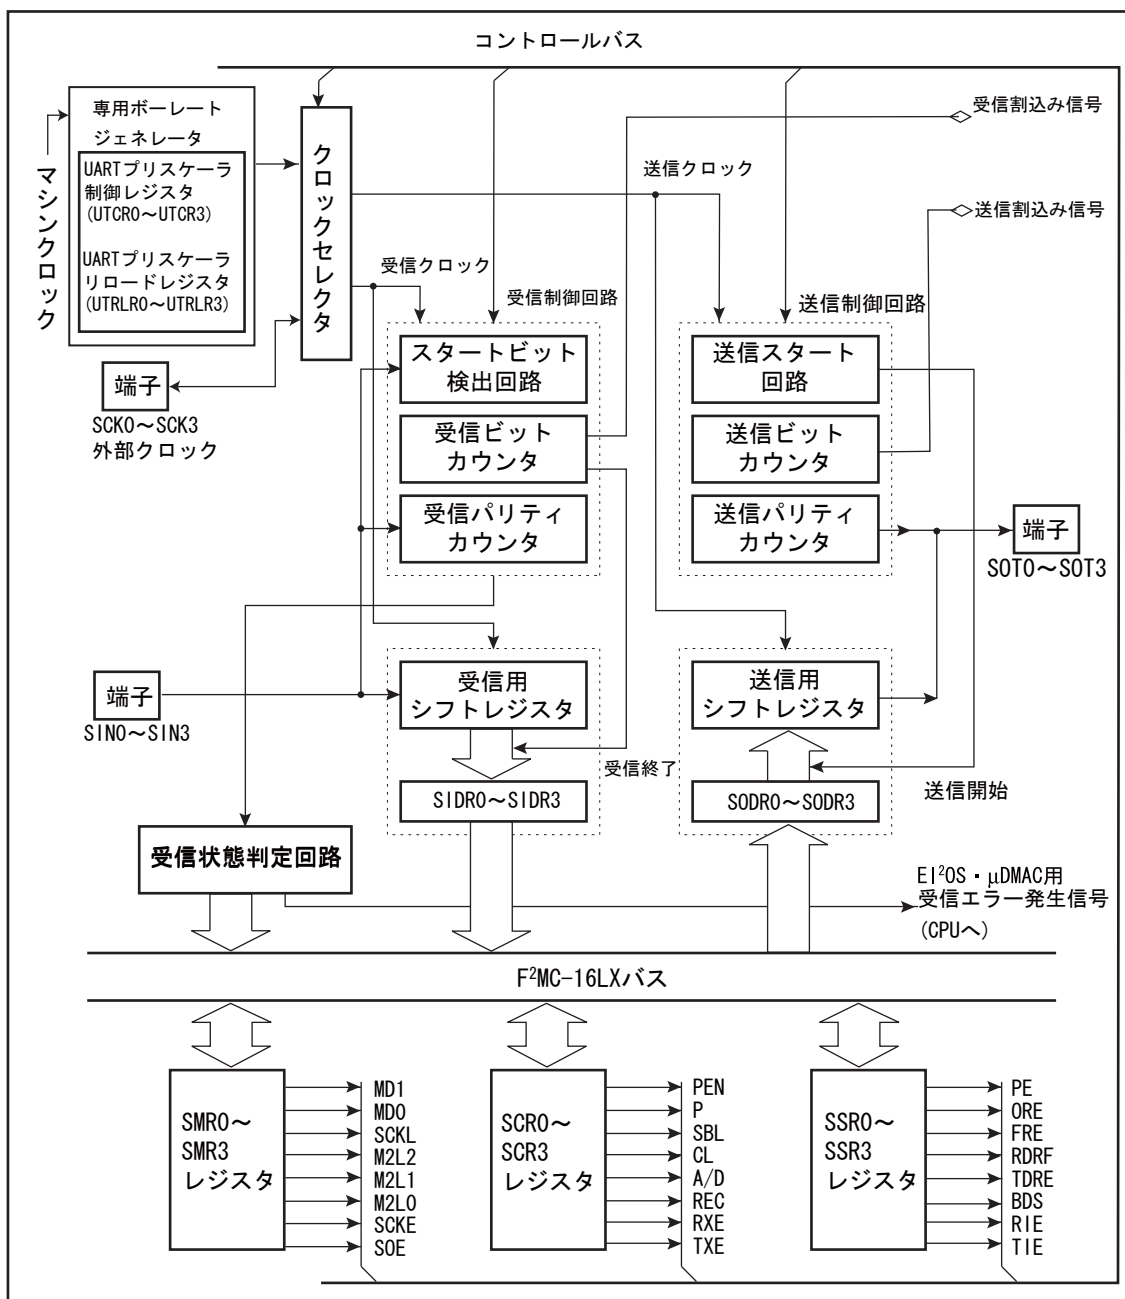 コントロールバス
専用ボーレート
ジェネレータ
UARTプリスケーラ
制御レジスタ
(UTCR0～UTCR3)
UARTプリスケーラ
リロードレジスタ
(UTRLR0～UTRLR3)
マシンクロック
クロックセレクタ
端子
SCK0～SCK3
外部クロック
受信割込み信号
送信クロック
送信割込み信号
受信クロック
受信制御回路
送信制御回路
スタートビット
検出回路
受信ビット
カウンタ
受信パリティ
カウンタ
送信スタート
回路
送信ビット
カウンタ
送信パリティ
カウンタ
端子
SOT0～SOT3
端子
SIN0～SIN3
受信用
シフトレジスタ
受信終了
SIDR0～SIDR3
送信用
シフトレジスタ
SODR0～SODR3
送信開始
受信状態判定回路
EI²OS・μDMAC用
受信エラー発生信号
(CPUへ)
F²MC-16LXバス
SMR0～
SMR3
レジスタ
MD1
MD0
SCKL
M2L2
M2L1
M2L0
SCKE
SOE
SCR0～
SCR3
レジスタ
PEN
P
SBL
CL
A/D
REC
RXE
TXE
SSR0～
SSR3
レジスタ
PE
ORE
FRE
RDRF
TDRE
BDS
RIE
TIE